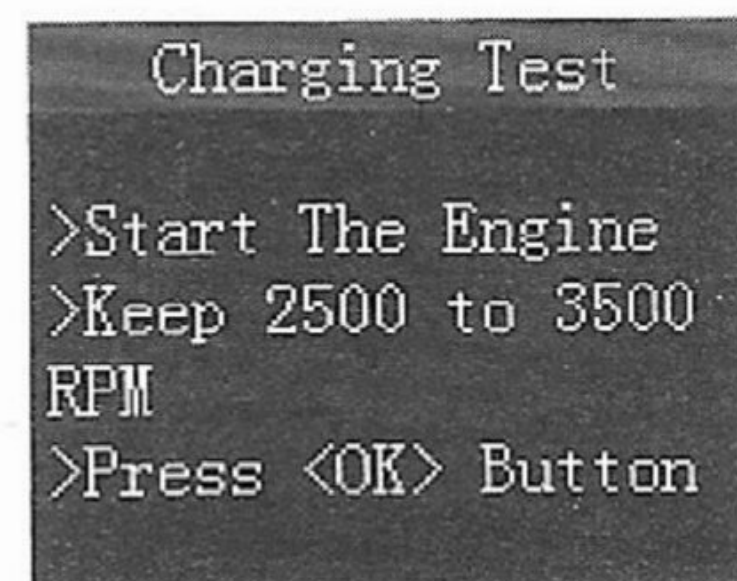 Charging Test
>Start The Engine
>Keep 2500 to 3500
RPM
>Press <OK> Button